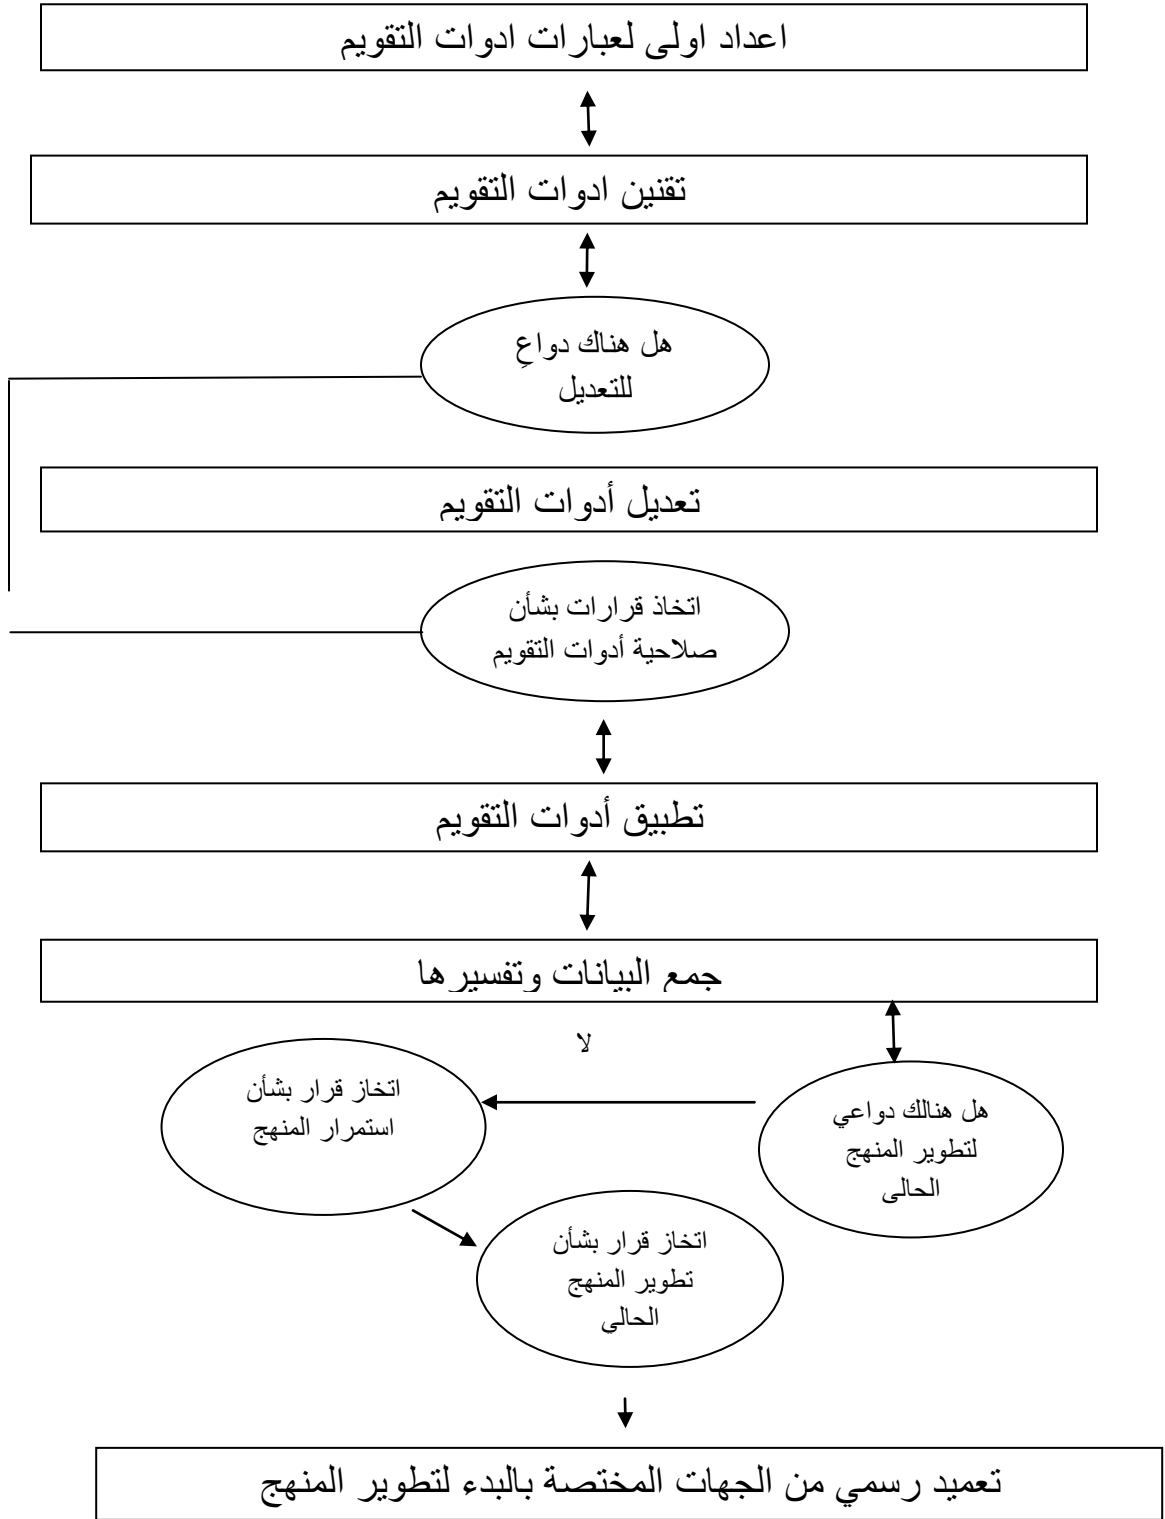 اعداد اولى لعبارات ادوات التقويم
تقنين ادوات التقويم
هل هناك دواعِ
للتعديل
تعديل أدوات التقويم
اتخاذ قرارات بشأن
صلاحية أدوات التقويم
تطبيق أدوات التقويم
جمع البيانات وتفسيرها
لا
هل هنالك دواعي
لتطوير المنهج
الحالى
اتخاز قرار بشأن
استمرار المنهج
اتخاز قرار بشأن
تطوير المنهج
الحالي
تعميد رسمي من الجهات المختصة بالبدء لتطوير المنهج